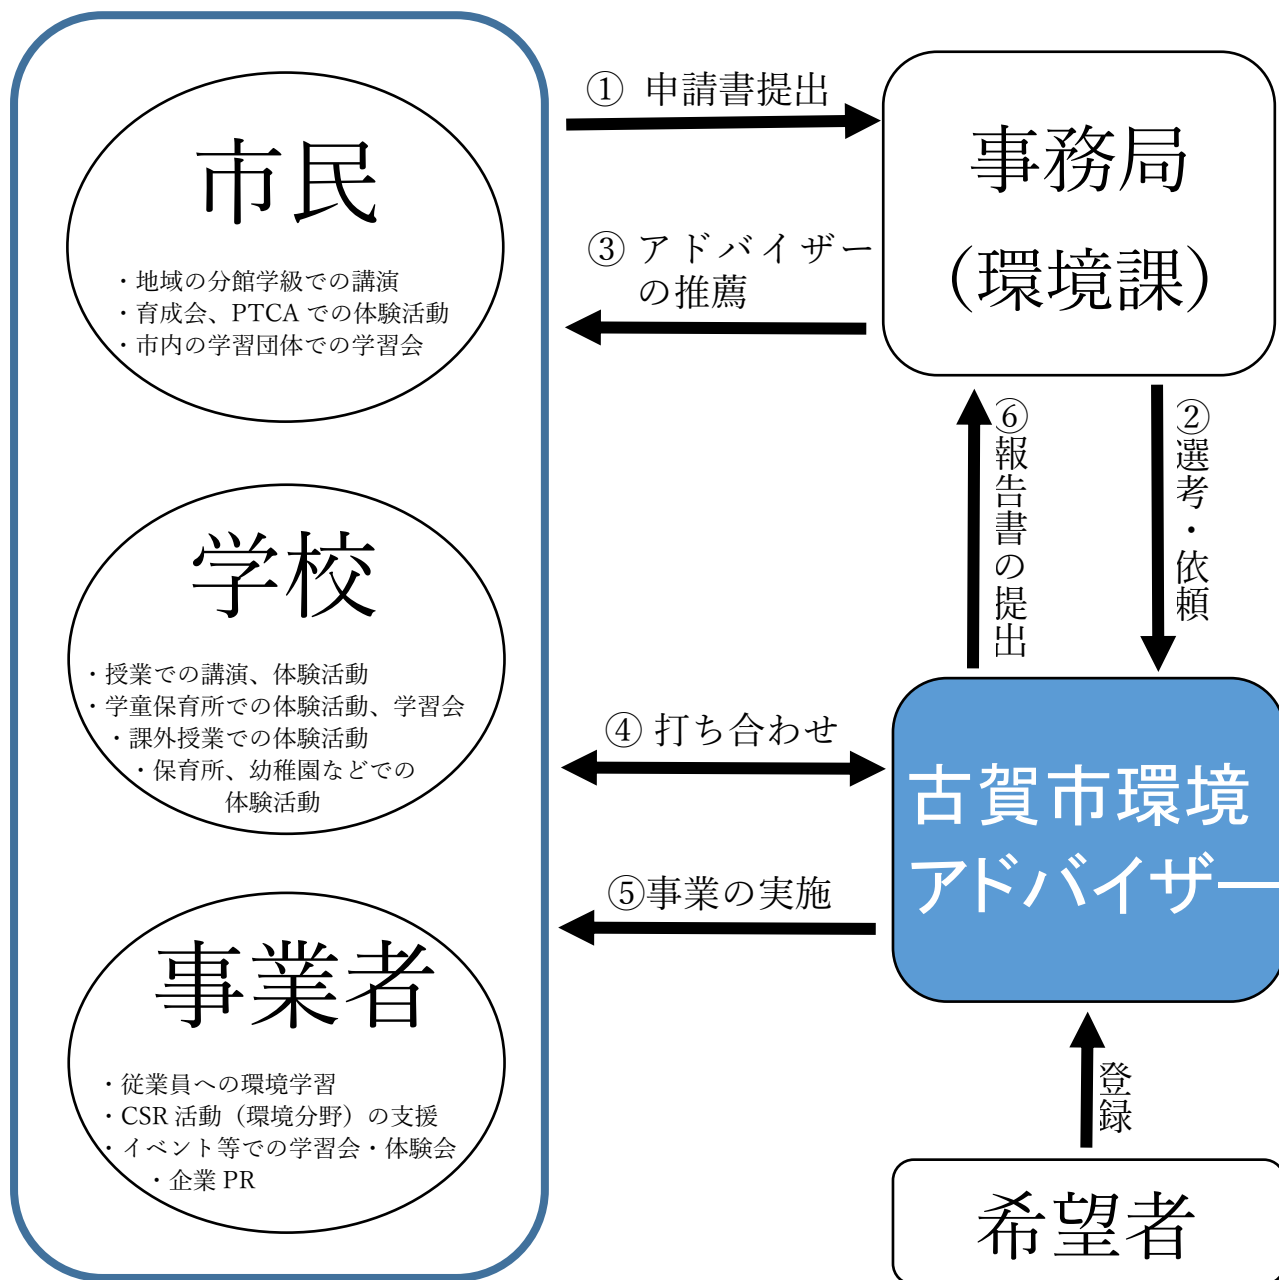 市民
・地域の分館学級での講演
・育成会、PTCA での体験活動
・市内の学習団体での学習会
学校
・授業での講演、体験活動
・学童保育所での体験活動、学習会
・課外授業での体験活動
・保育所、幼稚園などでの
体験活動
事業者
・従業員への環境学習
・CSR 活動（環境分野）の支援
・イベント等での学習会・体験会
・企業 PR
① 申請書提出
③ アドバイザー
の推薦
事務局
（環境課）
⑥報告書の提出
②選考・依頼
④ 打ち合わせ
⑤事業の実施
古賀市環境
アドバイザー
登録
希望者